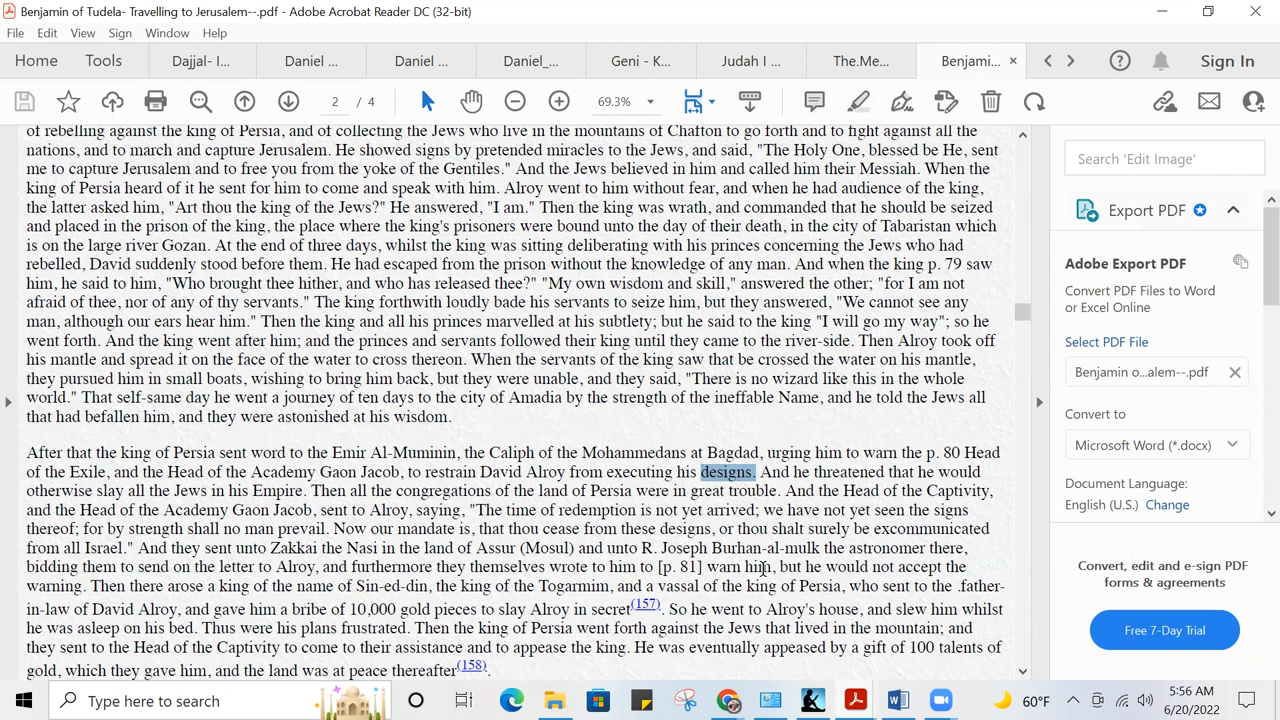 Benjamin of Tudela- Travelling to Jerusalem--.pdf - Adobe Acrobat Reader DC (32-bit)
File Edit View Sign Window Help
Home Tools Dajjal- I... Daniel ... Daniel ... Daniel_... Geni - K... Judah I ... The.Me... Benjami... Sign In
2 / 4 69.3%
of rebelling against the king of Persia, and of collecting the Jews who live in the mountains of Chafton to go forth and to fight against all the
nations, and to march and capture Jerusalem. He showed signs by pretended miracles to the Jews, and said, "The Holy One, blessed be He, sent
me to capture Jerusalem and to free you from the yoke of the Gentiles." And the Jews believed in him and called him their Messiah. When the
king of Persia heard of it he sent for him to come and speak with him. Alroy went to him without fear, and when he had audience of the king,
the latter asked him, "Art thou the king of the Jews?" He answered, "I am." Then the king was wrath, and commanded that he should be seized
and placed in the prison of the king, the place where the king's prisoners were bound unto the day of their death, in the city of Tabaristan which
is on the large river Gozan. At the end of three days, whilst the king was sitting deliberating with his princes concerning the Jews who had
rebelled, David suddenly stood before them. He had escaped from the prison without the knowledge of any man. And when the king p. 79 saw
him, he said to him, "Who brought thee hither, and who has released thee?" "My own wisdom and skill," answered the other; "for I am not
afraid of thee, nor of any of thy servants." The king forthwith loudly bade his servants to seize him, but they answered, "We cannot see any
man, although our ears hear him." Then the king and all his princes marvelled at his subtlety; but he said to the king "I will go my way"; so he
went forth. And the king went after him; and the princes and servants followed their king until they came to the river-side. Then Alroy took off
his mantle and spread it on the face of the water to cross thereon. When the servants of the king saw that be crossed the water on his mantle,
they pursued him in small boats, wishing to bring him back, but they were unable, and they said, "There is no wizard like this in the whole
world." That self-same day he went a journey of ten days to the city of Amadia by the strength of the ineffable Name, and he told the Jews all
that had befallen him, and they were astonished at his wisdom.
After that the king of Persia sent word to the Emir Al-Muminin, the Caliph of the Mohammedans at Bagdad, urging him to warn the p. 80 Head
of the Exile, and the Head of the Academy Gaon Jacob, to restrain David Alroy from executing his designs. And he threatened that he would
otherwise slay all the Jews in his Empire. Then all the congregations of the land of Persia were in great trouble. And the Head of the Captivity,
and the Head of the Academy Gaon Jacob, sent to Alroy, saying, "The time of redemption is not yet arrived; we have not yet seen the signs
thereof; for by strength shall no man prevail. Now our mandate is, that thou cease from these designs, or thou shalt surely be excommunicated
from all Israel." And they sent unto Zakkai the Nasi in the land of Assur (Mosul) and unto R. Joseph Burhan-al-mulk the astronomer there,
bidding them to send on the letter to Alroy, and furthermore they themselves wrote to him to [p. 81] warn him, but he would not accept the
warning. Then there arose a king of the name of Sin-ed-din, the king of the Togarmim, and a vassal of the king of Persia, who sent to the .father-
in-law of David Alroy, and gave him a bribe of 10,000 gold pieces to slay Alroy in secret(157). So he went to Alroy's house, and slew him whilst
he was asleep on his bed. Thus were his plans frustrated. Then the king of Persia went forth against the Jews that lived in the mountain; and
they sent to the Head of the Captivity to come to their assistance and to appease the king. He was eventually appeased by a gift of 100 talents of
gold, which they gave him, and the land was at peace thereafter(158).
Search 'Edit Image'
Export PDF
Adobe Export PDF
Convert PDF Files to Word
or Excel Online
Select PDF File
Benjamin o...alem--.pdf
Convert to
Microsoft Word (*.docx)
Document Language:
English (U.S.) Change
Convert, edit and e-sign PDF
forms & agreements
Free 7-Day Trial
Type here to search
60°F
5:56 AM
6/20/2022